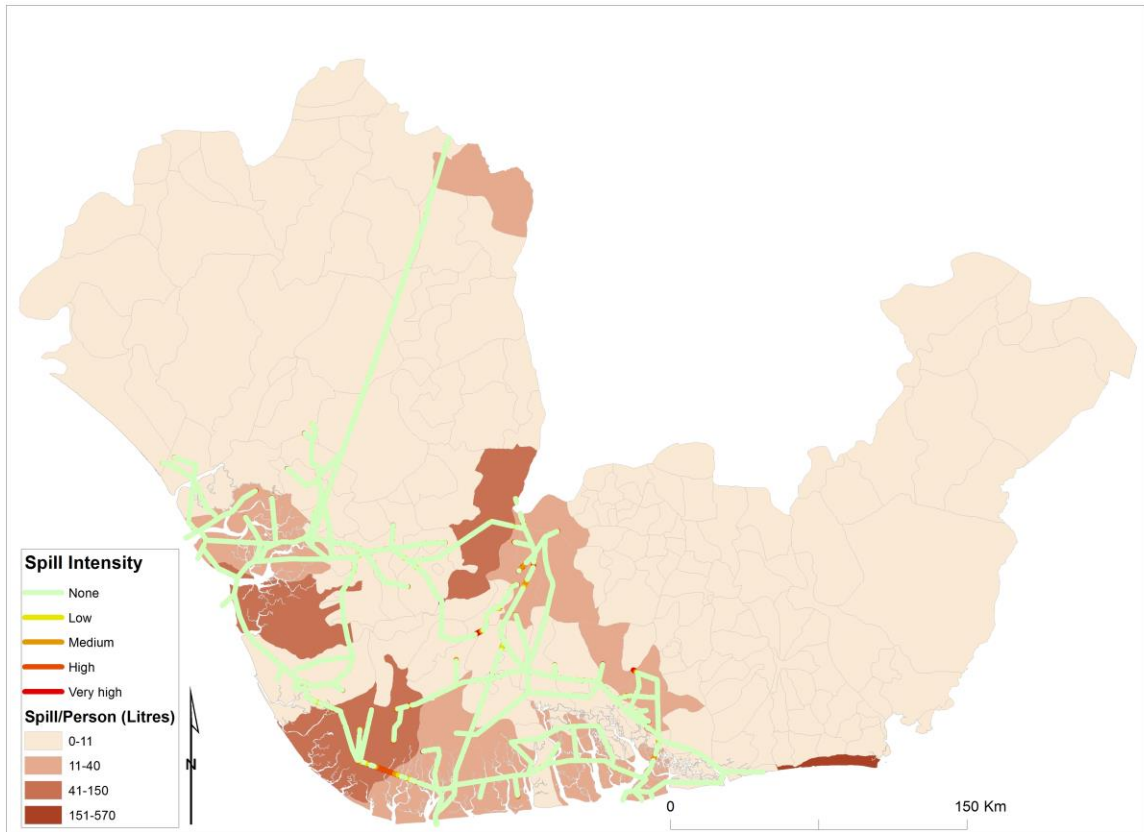 Spill Intensity
None
Low
Medium
High
Very high
Spill/Person (Litres)
0-11
11-40
41-150
151-570
N
0 150 Km